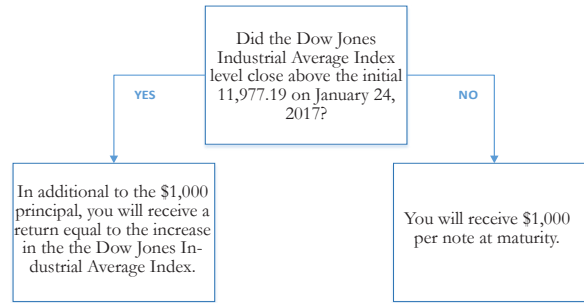 Did the Dow Jones
Industrial Average Index
level close above the initial
11,977.19 on January 24,
2017?
YES
NO
In additional to the $1,000
principal, you will receive a
return equal to the increase
in the the Dow Jones In-
dustrial Average Index.
You will receive $1,000
per note at maturity.